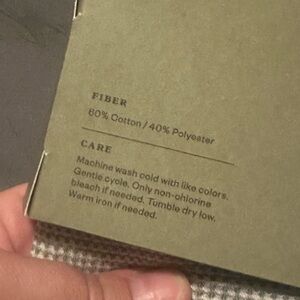 FIBER
60% Cotton / 40% Polyester
CARE
Machine wash cold with like colors.
Gentle cycle. Only non-chlorine
bleach if needed. Tumble dry low.
Warm iron if needed.